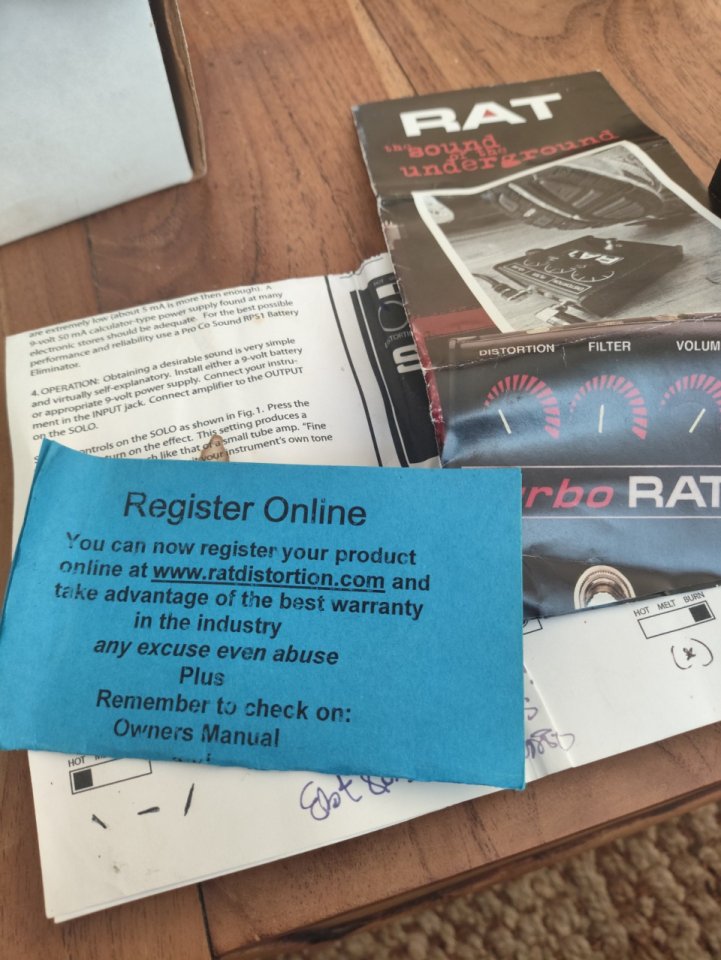 RAT
the sound
of the
underground
RAT
DISTORTION FILTER VOLUM
urbo RAT
are extremely low (about 5 mA is more then enough). A
9-volt 50 mA calculator-type power supply found at many
electronic stores should be adequate. For the best possible
performance and reliability use a Pro Co Sound RPS1 Battery
Eliminator.
4. OPERATION: Obtaining a desirable sound is very simple
and virtually self-explanatory. Install either a 9-volt battery
or appropriate 9-volt power supply. Connect your instru-
ment in the INPUT jack. Connect amplifier to the OUTPUT
on the SOLO.
controls on the SOLO as shown in Fig. 1. Press the
turn on the effect. This setting produces a
like that of a small tube amp. "Fine
your instrument's own tone
Register Online
You can now register your product
online at www.ratdistortion.com and
take advantage of the best warranty
in the industry
any excuse even abuse
Plus
Remember to check on:
Owners Manual
HOT MELT BURN
HOT